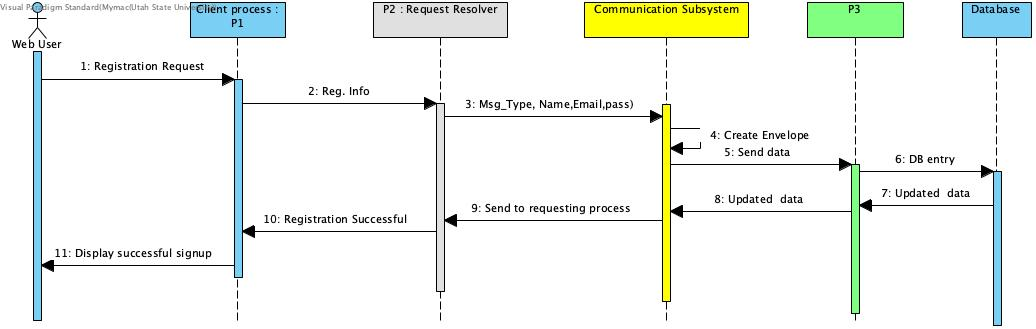 Visual Paradigm Standard(Mymac(Utah State Unive
Client process :
P1
P2 : Request Resolver
Communication Subsystem
P3
Database
Web User
1: Registration Request
2: Reg. Info
3: Msg_Type, Name,Email,pass)
4: Create Envelope
5: Send data
6: DB entry
7: Updated  data
8: Updated  data
9: Send to requesting process
10: Registration Successful
11: Display successful signup